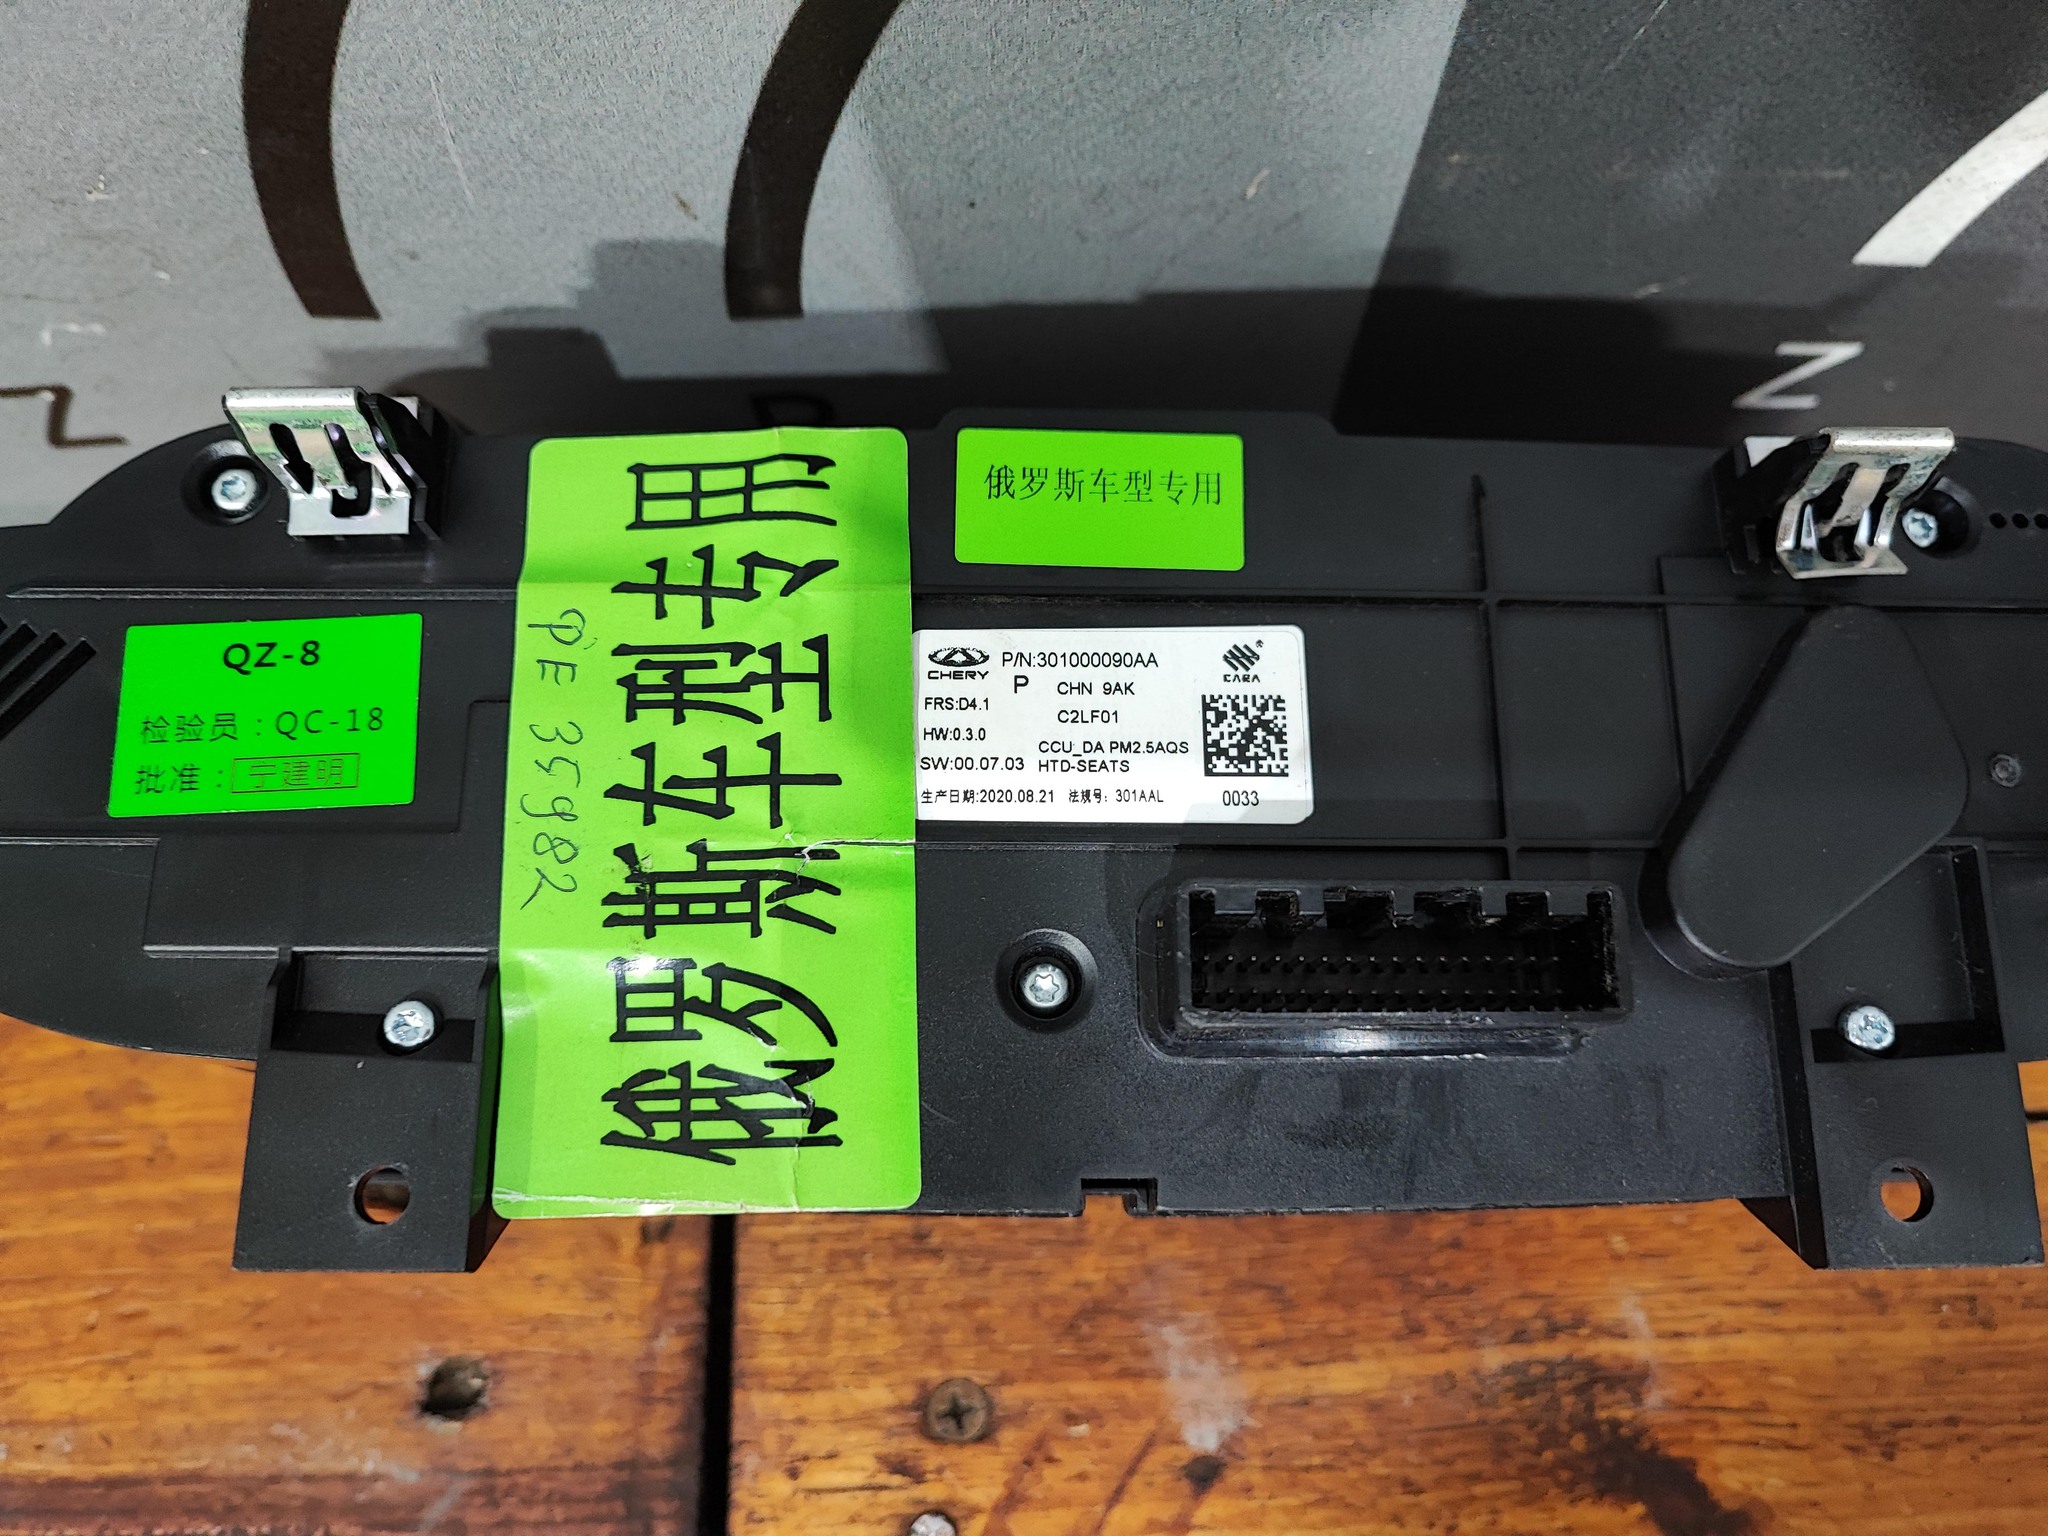 俄罗斯车型专用
QZ-8
检验员：QC-18
批准：宁建明
俄罗斯车型专用
ФЕ 35982
CHERY
P/N:301000090AA
P
CHN 9AK
FRS:D4.1
C2LF01
HW:0.3.0
CCU_DA PM2.5AQS
SW:00.07.03 HTD-SEATS
生产日期:2020.08.21 法规号: 301AAL
CARA
0033
N